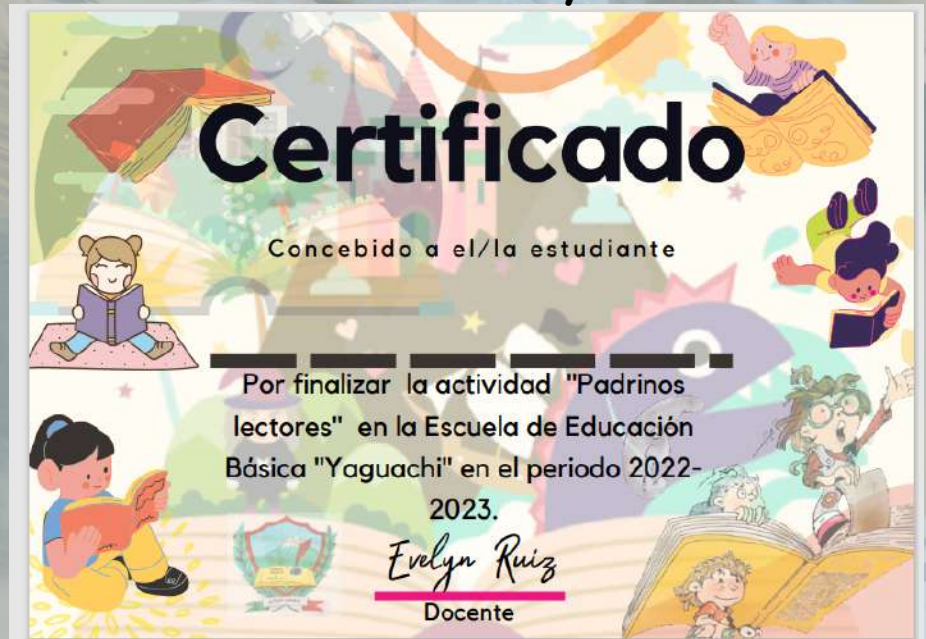 Certificado
Concebido a el/la estudiante
Por finalizar la actividad "Padrinos
lectores" en la Escuela de Educación
Básica "Yaguachi" en el periodo 2022-
2023.
Evelyn Ruiz
Docente